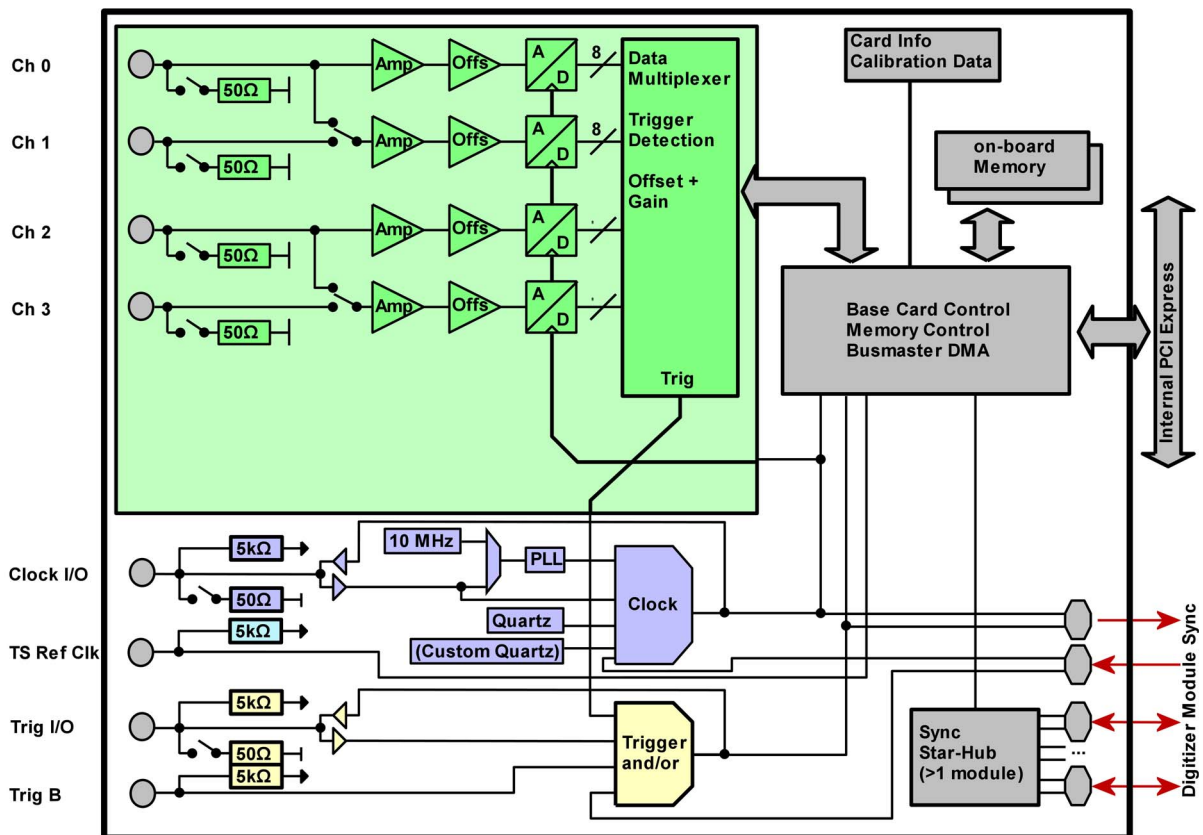 Ch 0
50Ω
Amp
Offs
A
D
8
Ch 1
50Ω
Amp
Offs
A
D
8
Ch 2
50Ω
Amp
Offs
A
D
Ch 3
50Ω
Amp
Offs
A
D
Data
Multiplexer
Trigger
Detection
Offset +
Gain
Trig
Card Info
Calibration Data
on-board
Memory
Base Card Control
Memory Control
Busmaster DMA
Internal PCI Express
Clock I/O
5kΩ
50Ω
10 MHz
PLL
Quartz
(Custom Quartz)
Clock
TS Ref Clk
5kΩ
Trig I/O
5kΩ
50Ω
Trig B
5kΩ
Trigger
and/or
Sync
Star-Hub
(>1 module)
...
Digitizer Module Sync